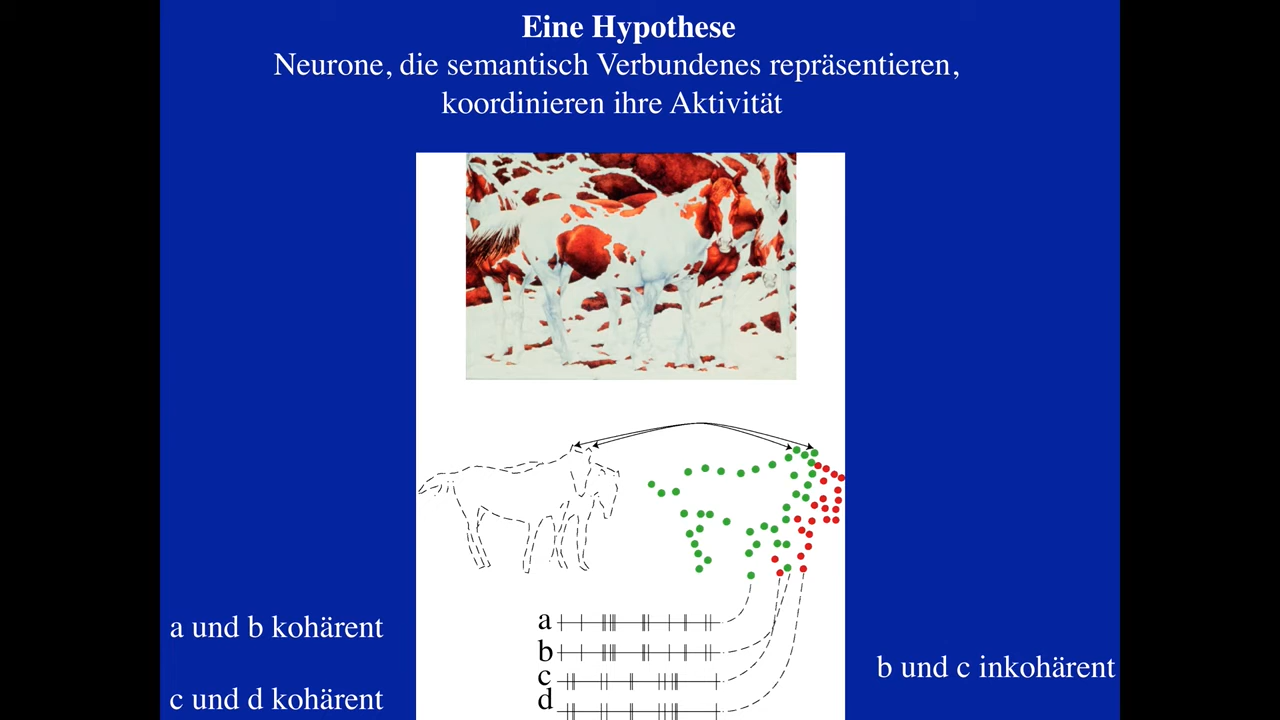 Eine Hypothese
Neurone, die semantisch Verbundenes repräsentieren,
koordinieren ihre Aktivität
a
b
c
d
a und b kohärent
c und d kohärent
b und c inkohärent